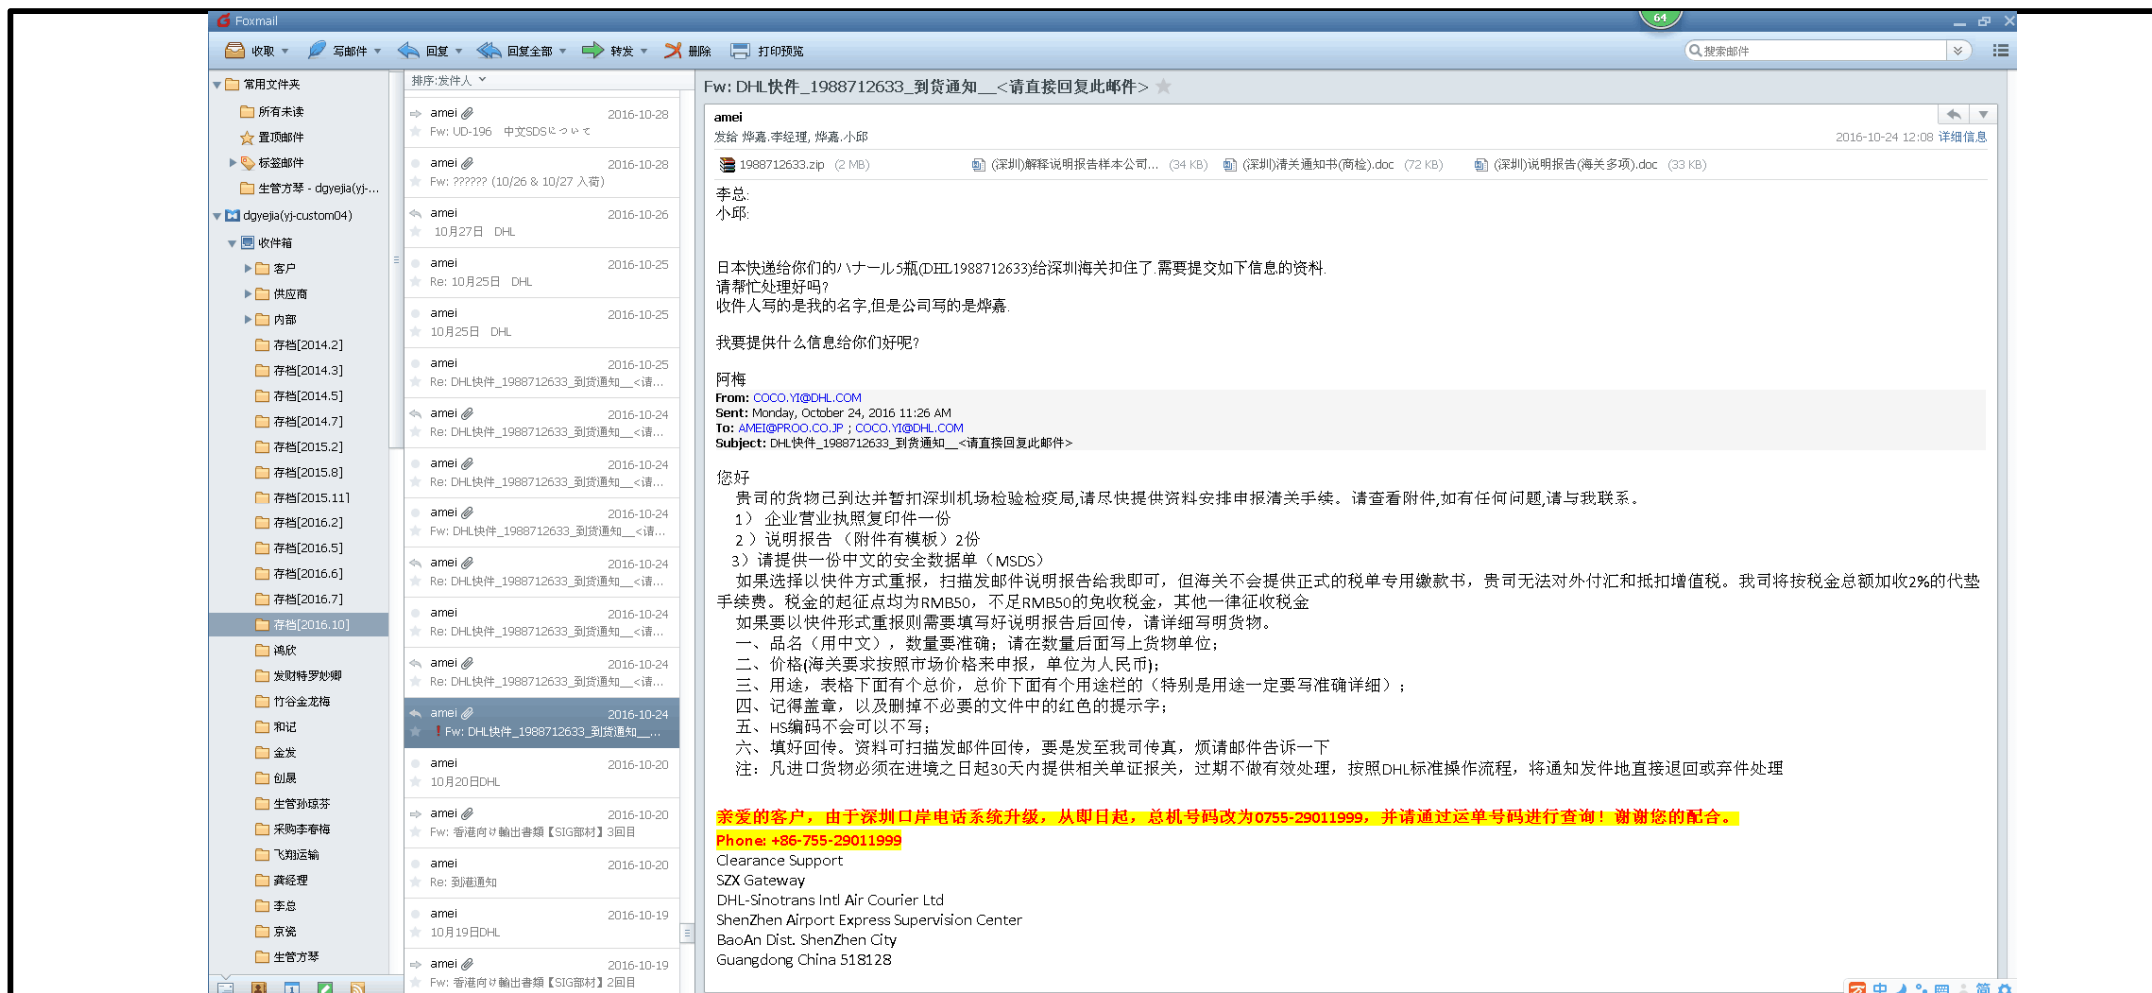 Foxmail
64
收取
写邮件
回复
回复全部
转发
删除
打印预览
搜索邮件
常用文件夹
所有未读
置顶邮件
标签邮件
生管方琴 - dgyejia(yj-...
dgyejia(yj-custom04)
收件箱
客户
供应商
内部
存档[2014.2]
存档[2014.3]
存档[2014.5]
存档[2014.7]
存档[2015.2]
存档[2015.8]
存档[2015.11]
存档[2016.2]
存档[2016.5]
存档[2016.6]
存档[2016.7]
存档[2016.10]
鸿欣
发财特罗妙卿
竹谷金龙梅
和记
金发
创晟
生管孙琼芬
采购李春梅
飞翔运输
龚经理
李总
京瓷
生管方琴
排序:发件人
amei 2016-10-28
Fw: UD-196 中文SDSについて
amei 2016-10-28
Fw: ?????? (10/26 & 10/27 入荷)
amei 2016-10-26
10月27日 DHL
amei 2016-10-25
Re: 10月25日 DHL
amei 2016-10-25
10月25日 DHL
amei 2016-10-25
Re: DHL快件_1988712633_到货通知__<请...
amei 2016-10-24
Re: DHL快件_1988712633_到货通知__<请...
amei 2016-10-24
Re: DHL快件_1988712633_到货通知__<请...
amei 2016-10-24
Fw: DHL快件_1988712633_到货通知__<请...
amei 2016-10-24
Re: DHL快件_1988712633_到货通知__<请...
amei 2016-10-24
Re: DHL快件_1988712633_到货通知__<请...
amei 2016-10-24
Re: DHL快件_1988712633_到货通知__<请...
amei 2016-10-24
! Fw: DHL快件_1988712633_到货通知__...
amei 2016-10-20
10月20日DHL
amei 2016-10-20
Fw: 香港向け輸出書類【SIG部材】3回目
amei 2016-10-20
Re: 到港通知
amei 2016-10-19
10月19日DHL
amei 2016-10-19
Fw: 香港向け輸出書類【SIG部材】2回目
Fw: DHL快件_1988712633_到货通知__<请直接回复此邮件>
amei
发给 烨嘉.李经理, 烨嘉.小邱
2016-10-24 12:08 详细信息
1988712633.zip (2 MB) (深圳)解释说明报告样本公司... (34 KB) (深圳)清关通知书(商检).doc (72 KB) (深圳)说明报告(海关多项).doc (33 KB)
李总:
小邱:
日本快递给你们的ハナール5瓶(DHL1988712633)给深圳海关扣住了.需要提交如下信息的资料.
请帮忙处理好吗?
收件人写的是我的名字,但是公司写的是烨嘉.
我要提供什么信息给你们好呢?
阿梅
From: COCO.YI@DHL.COM
Sent: Monday, October 24, 2016 11:26 AM
To: AMEI@PROO.CO.JP ; COCO.YI@DHL.COM
Subject: DHL快件_1988712633_到货通知__<请直接回复此邮件>
您好
贵司的货物已到达并暂扣深圳机场检验检疫局,请尽快提供资料安排申报清关手续。请查看附件,如有任何问题,请与我联系。
1） 企业营业执照复印件一份
2 ）说明报告 （附件有模板）2份
3）请提供一份中文的安全数据单（MSDS）
如果选择以快件方式重报，扫描发邮件说明报告给我即可，但海关不会提供正式的税单专用缴款书，贵司无法对外付汇和抵扣增值税。我司将按税金总额加收2%的代垫
手续费。税金的起征点均为RMB50，不足RMB50的免收税金，其他一律征收税金
如果要以快件形式重报则需要填写好说明报告后回传，请详细写明货物。
一、品名（用中文），数量要准确；请在数量后面写上货物单位；
二、价格(海关要求按照市场价格来申报，单位为人民币)；
三、用途，表格下面有个总价，总价下面有个用途栏的（特别是用途一定要写准确详细）；
四、记得盖章，以及删掉不必要的文件中的红色的提示字；
五、HS编码不会可以不写；
六、填好回传。资料可扫描发邮件回传，要是发至我司传真，烦请邮件告诉一下
注：凡进口货物必须在进境之日起30天内提供相关单证报关，过期不做有效处理，按照DHL标准操作流程，将通知发件地直接退回或弃件处理
亲爱的客户，由于深圳口岸电话系统升级，从即日起，总机号码改为0755-29011999，并请通过运单号码进行查询！谢谢您的配合。
Phone: +86-755-29011999
Clearance Support
SZX Gateway
DHL-Sinotrans Intl Air Courier Ltd
ShenZhen Airport Express Supervision Center
BaoAn Dist. ShenZhen City
Guangdong China 518128
中
简